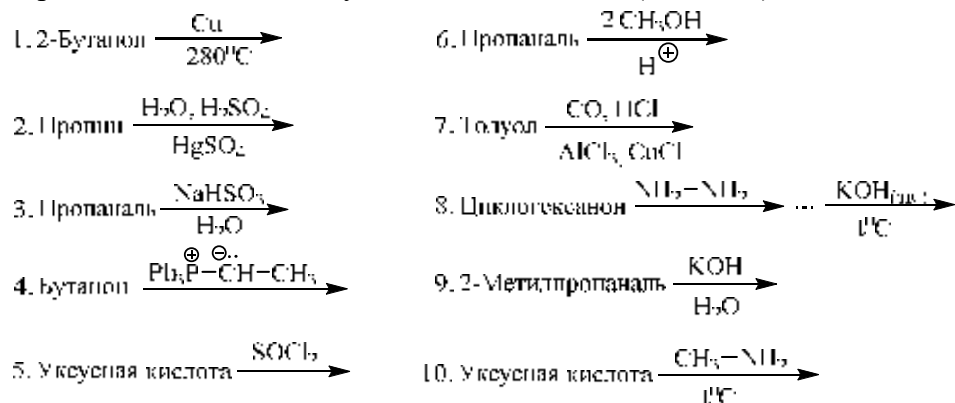 1. 2-Бутанон Cu 280°C
2. Пропин H₂O, H₂SO₄ HgSO₄
3. Пропаналь NaHSO₃ H₂O
4. Бутанон Ph₃P⊕–CH⊖–CH₃
5. Уксусная кислота SOCl₂
6. Пропаналь 2 CH₃OH H⊕
7. Толуол CO, HCl AlCl₃, CuCl
8. Циклогексанон NH₂–NH₂ ... KOH t°C
9. 2-Метилпропаналь KOH H₂O
10. Уксусная кислота CH₃–NH₂ t°C